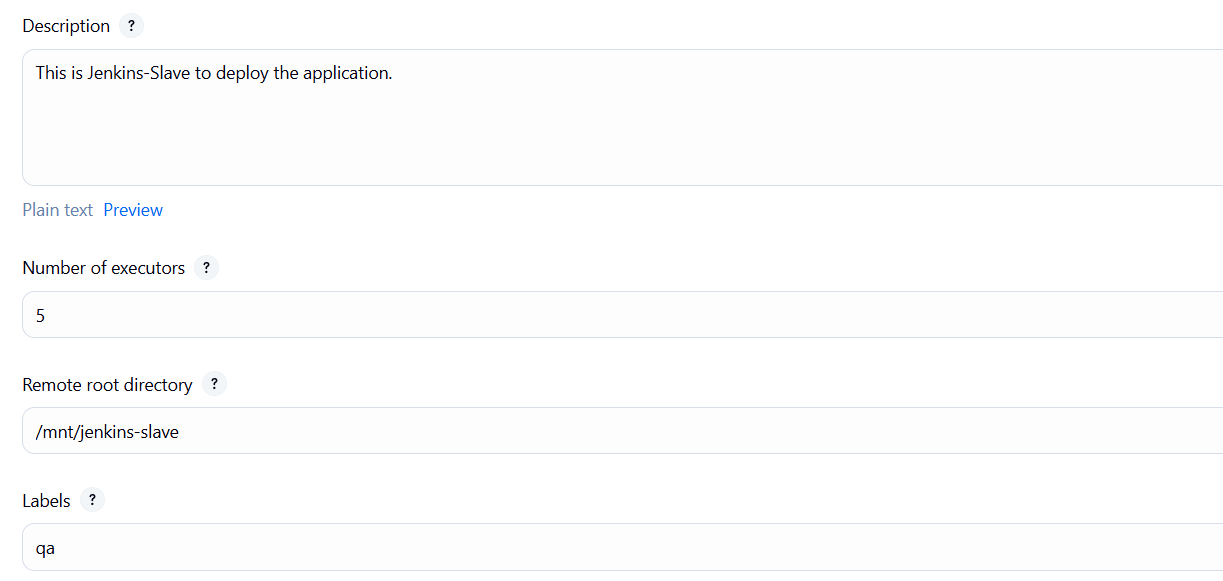 Description ?
This is Jenkins-Slave to deploy the application.
Plain text Preview
Number of executors ?
5
Remote root directory ?
/mnt/jenkins-slave
Labels ?
qa